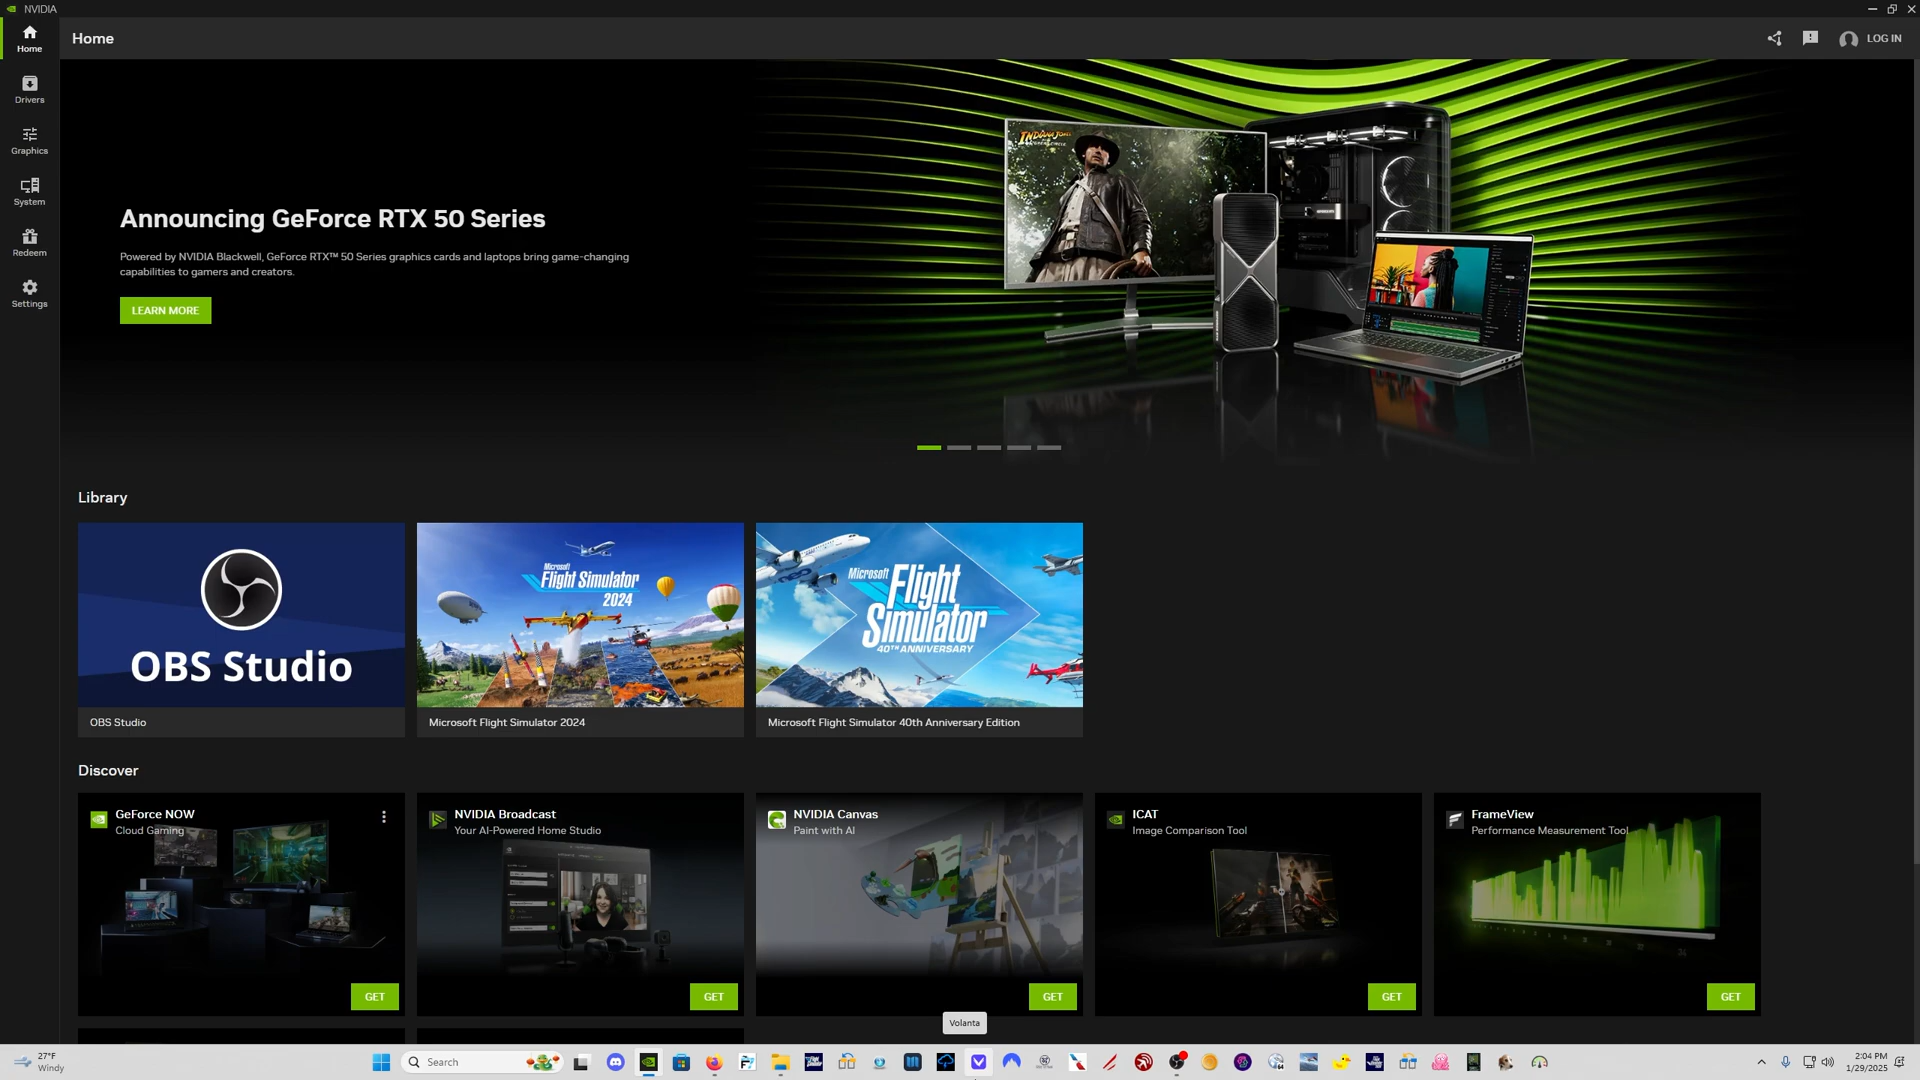 NVIDIA
Home
Home
LOG IN
Drivers
Graphics
System
Redeem
Settings
Announcing GeForce RTX 50 Series
Powered by NVIDIA Blackwell, GeForce RTX™ 50 Series graphics cards and laptops bring game-changing
capabilities to gamers and creators.
LEARN MORE
INDIANA JONES
Library
OBS Studio
OBS Studio
Microsoft
Flight Simulator
2024
Microsoft Flight Simulator 2024
Microsoft
Flight
Simulator
40TH ANNIVERSARY
Microsoft Flight Simulator 40th Anniversary Edition
Discover
GeForce NOW
Cloud Gaming
GET
NVIDIA Broadcast
Your AI-Powered Home Studio
GET
NVIDIA Canvas
Paint with AI
GET
ICAT
Image Comparison Tool
GET
FrameView
Performance Measurement Tool
GET
Volanta
27°F
Windy
Search
2:04 PM
1/29/2025